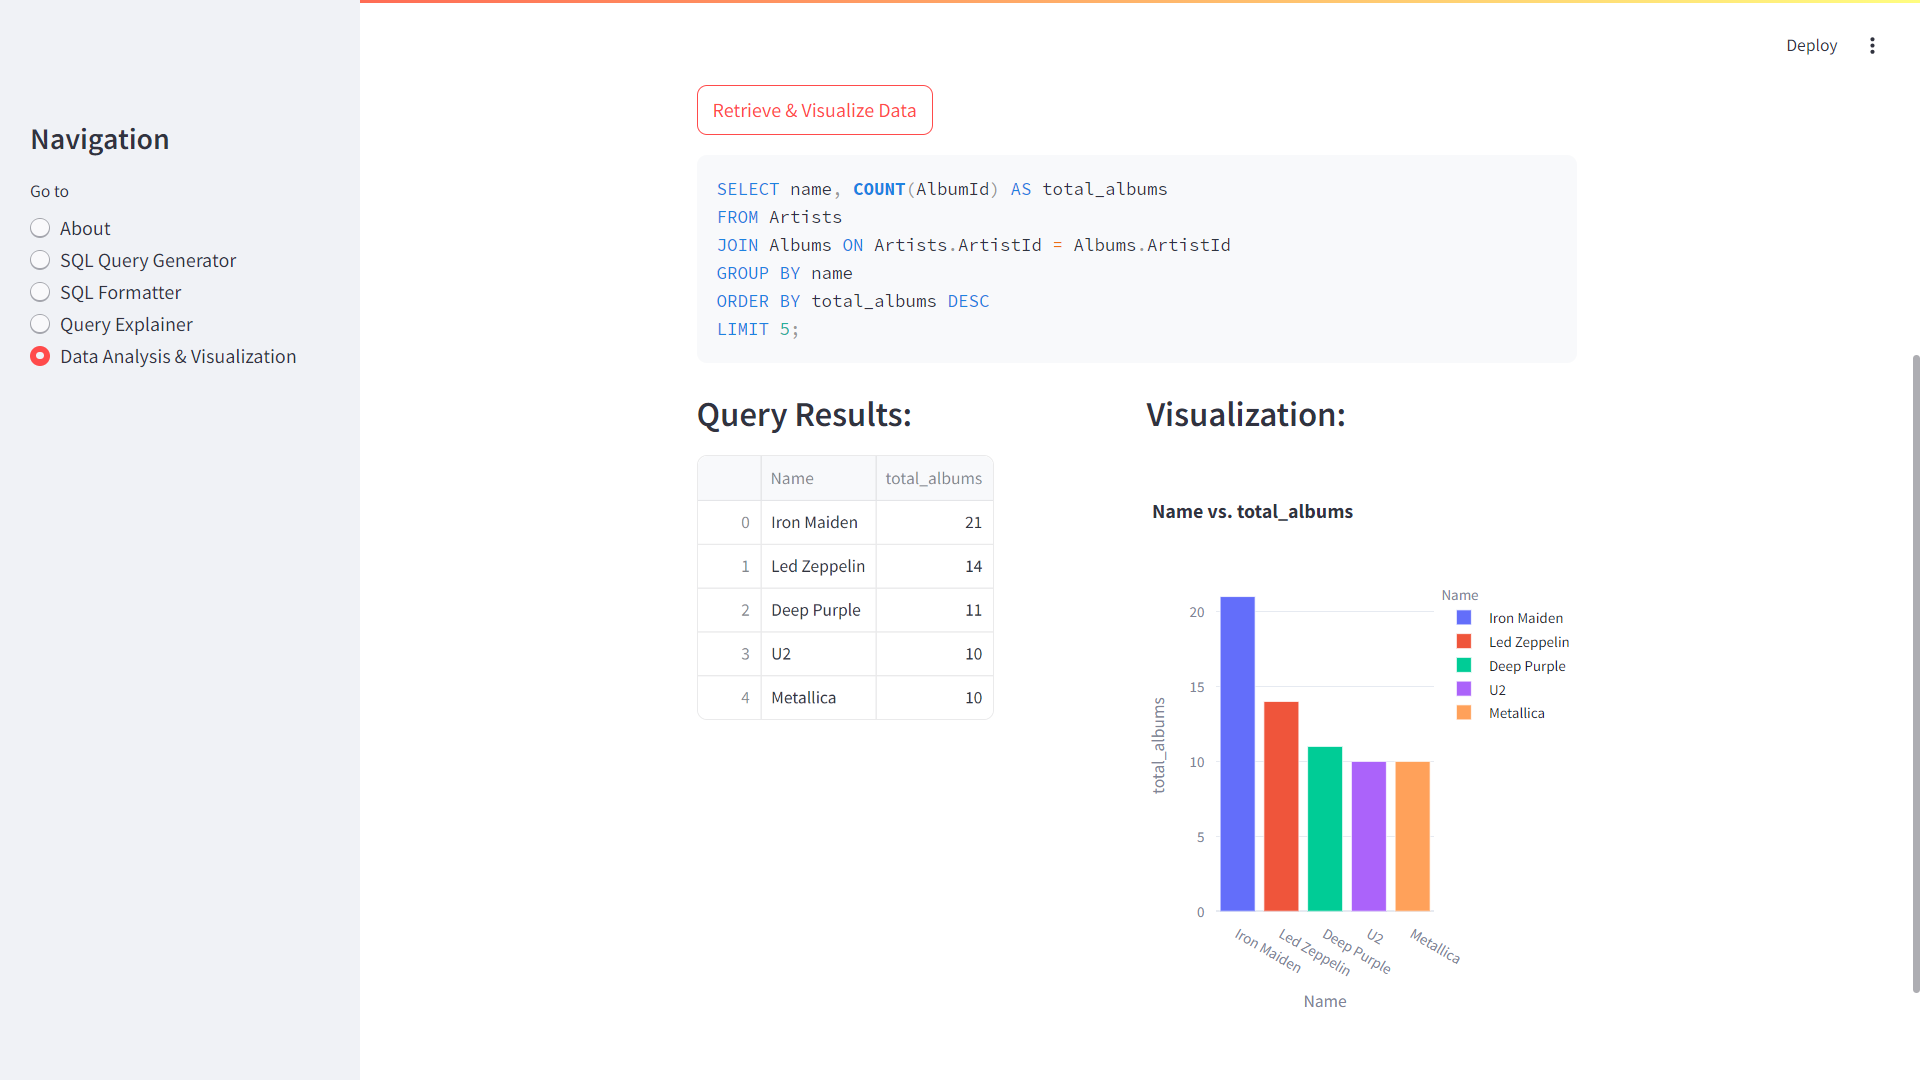 Deploy
Navigation
Go to
About
SQL Query Generator
SQL Formatter
Query Explainer
Data Analysis & Visualization
Retrieve & Visualize Data
SELECT name, COUNT(AlbumId) AS total_albums
FROM Artists
JOIN Albums ON Artists.ArtistId = Albums.ArtistId
GROUP BY name
ORDER BY total_albums DESC
LIMIT 5;
Query Results:
Name total_albums
0 Iron Maiden 21
1 Led Zeppelin 14
2 Deep Purple 11
3 U2 10
4 Metallica 10
Visualization:
Name vs. total_albums
total_albums
20
15
10
5
0
Iron Maiden
Led Zeppelin
Deep Purple
U2
Metallica
Name
Name
Iron Maiden
Led Zeppelin
Deep Purple
U2
Metallica